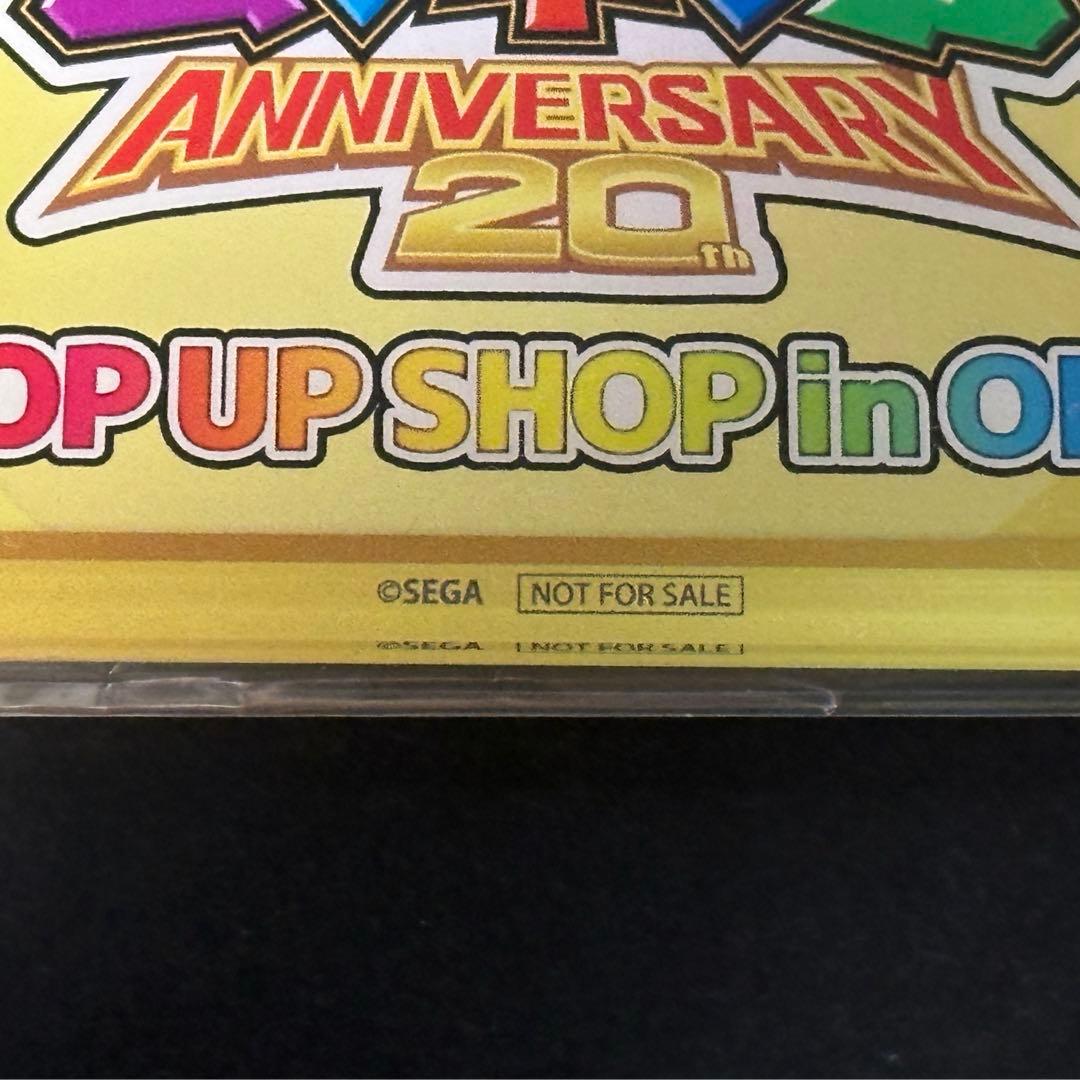 ANNIVERSARY
20th
OP UP SHOP in O
©SEGA NOT FOR SALE
©SEGA NOT FOR SALE